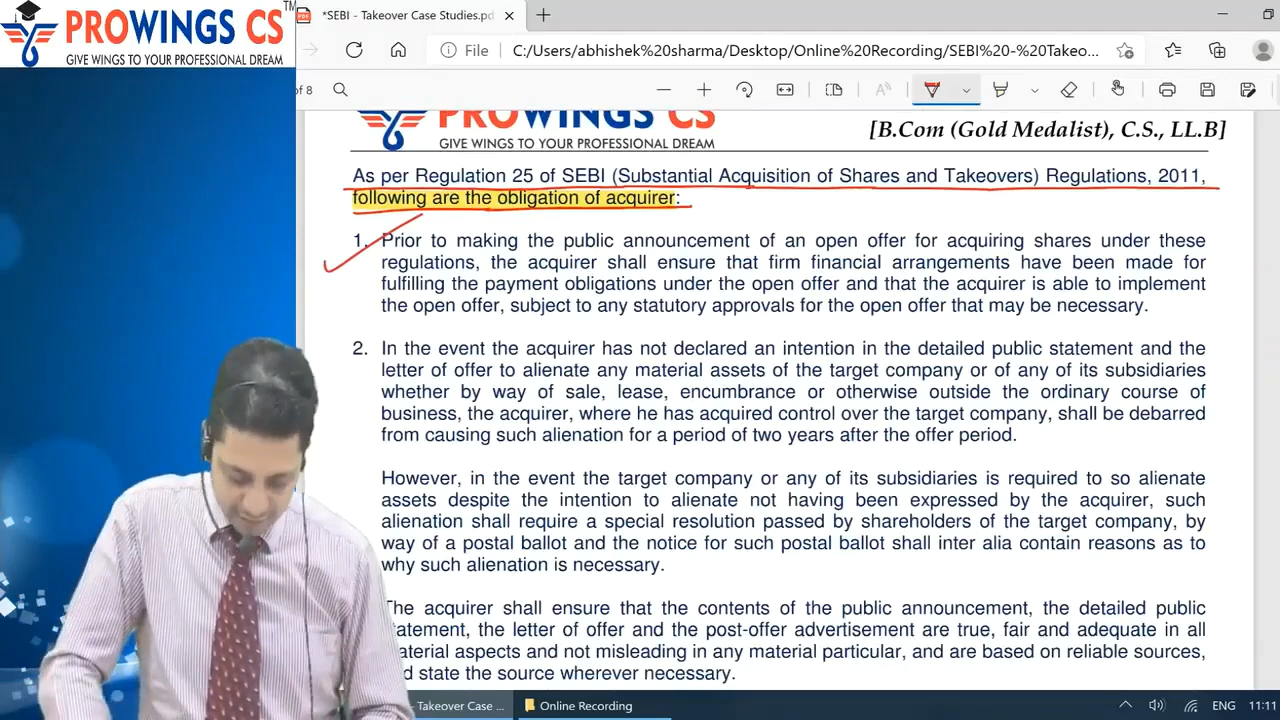 PROWINGS CS TM
GIVE WINGS TO YOUR PROFESSIONAL DREAM
*SEBI - Takeover Case Studies.pd
File
C:/Users/abhishek%20sharma/Desktop/Online%20Recording/SEBI%20-%20Takeo...
of 8
PROWINGS CS
GIVE WINGS TO YOUR PROFESSIONAL DREAM
[B.Com (Gold Medalist), C.S., LL.B]
As per Regulation 25 of SEBI (Substantial Acquisition of Shares and Takeovers) Regulations, 2011,
following are the obligation of acquirer:
1. Prior to making the public announcement of an open offer for acquiring shares under these
regulations, the acquirer shall ensure that firm financial arrangements have been made for
fulfilling the payment obligations under the open offer and that the acquirer is able to implement
the open offer, subject to any statutory approvals for the open offer that may be necessary.
2. In the event the acquirer has not declared an intention in the detailed public statement and the
letter of offer to alienate any material assets of the target company or of any of its subsidiaries
whether by way of sale, lease, encumbrance or otherwise outside the ordinary course of
business, the acquirer, where he has acquired control over the target company, shall be debarred
from causing such alienation for a period of two years after the offer period.
However, in the event the target company or any of its subsidiaries is required to so alienate
assets despite the intention to alienate not having been expressed by the acquirer, such
alienation shall require a special resolution passed by shareholders of the target company, by
way of a postal ballot and the notice for such postal ballot shall inter alia contain reasons as to
why such alienation is necessary.
The acquirer shall ensure that the contents of the public announcement, the detailed public
statement, the letter of offer and the post-offer advertisement are true, fair and adequate in all
material aspects and not misleading in any material particular, and are based on reliable sources,
and state the source wherever necessary.
Takeover Case ...
Online Recording
ENG
11:11